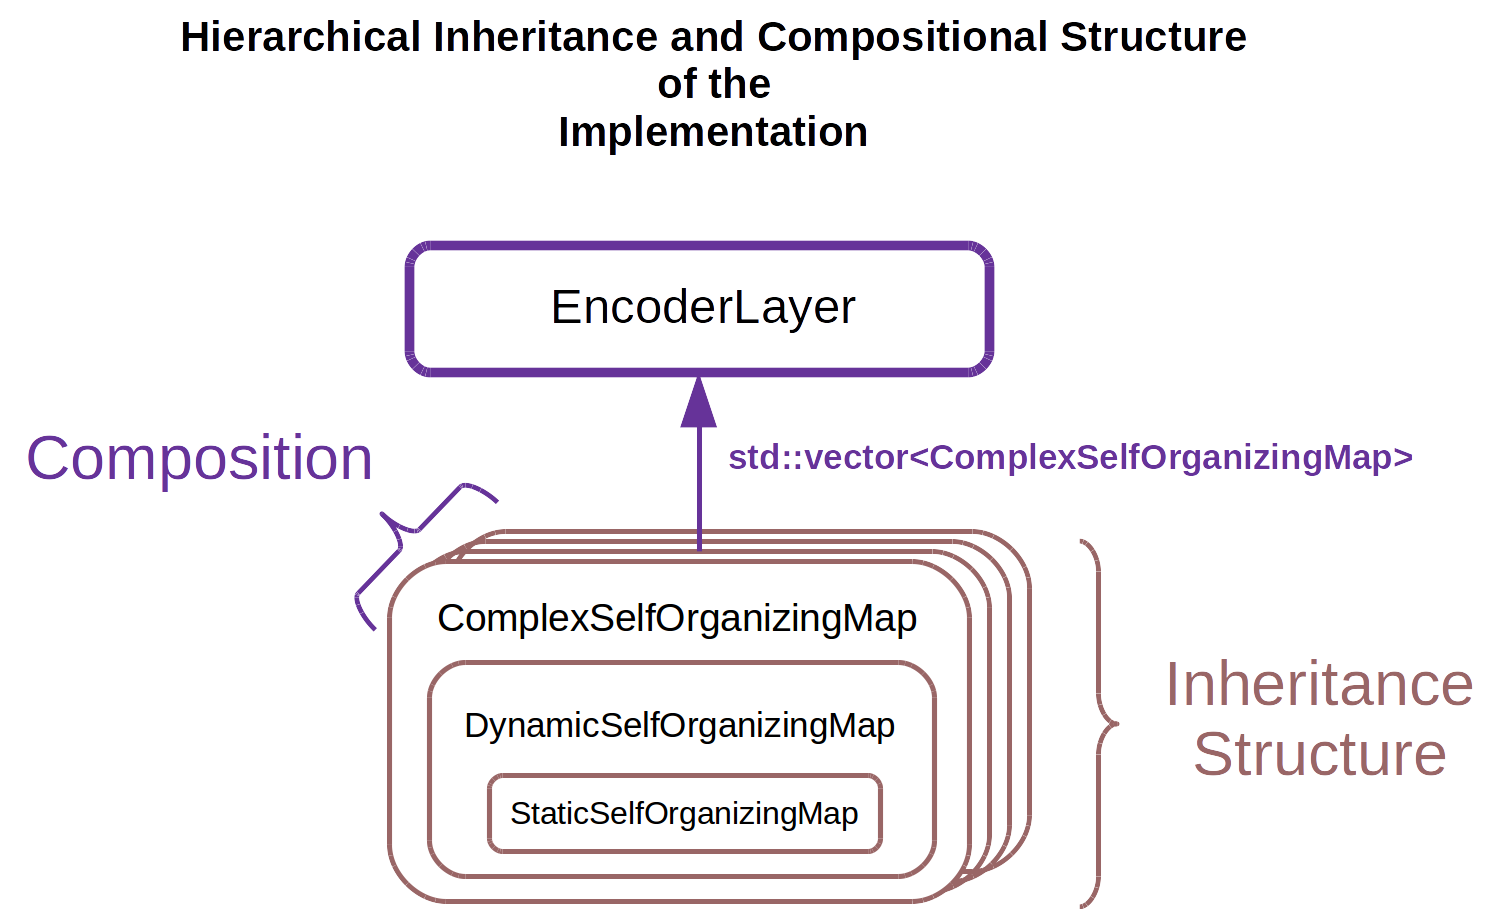 Hierarchical Inheritance and Compositional Structure
of the
Implementation
EncoderLayer
Composition
std::vector<ComplexSelfOrganizingMap>
ComplexSelfOrganizingMap
DynamicSelfOrganizingMap
StaticSelfOrganizingMap
Inheritance
Structure